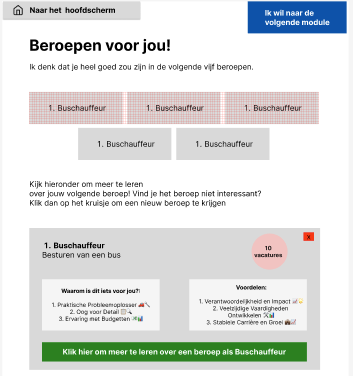 Naar het hoofdscherm
Ik wil naar de
volgende module
Beroepen voor jou!
Ik denk dat je heel goed zou zijn in de volgende vijf beroepen.
1. Buschauffeur
1. Buschauffeur
1. Buschauffeur
1. Buschauffeur
1. Buschauffeur
Kijk hieronder om meer te leren
over jouw volgende beroep! Vind je het beroep niet interessant?
Klik dan op het kruisje om een nieuw beroep te krijgen
X
1. Buschauffeur
Besturen van een bus
10
vacatures
Waarom is dit iets voor jou?:
1. Praktische Probleemoplosser
2. Oog voor Detail
3. Ervaring met Budgetten
Voordelen:
1. Verantwoordelijkheid en Impact
2. Veelzijdige Vaardigheden
Ontwikkelen
3. Stabiele Carrière en Groei
Klik hier om meer te leren over een beroep als Buschauffeur